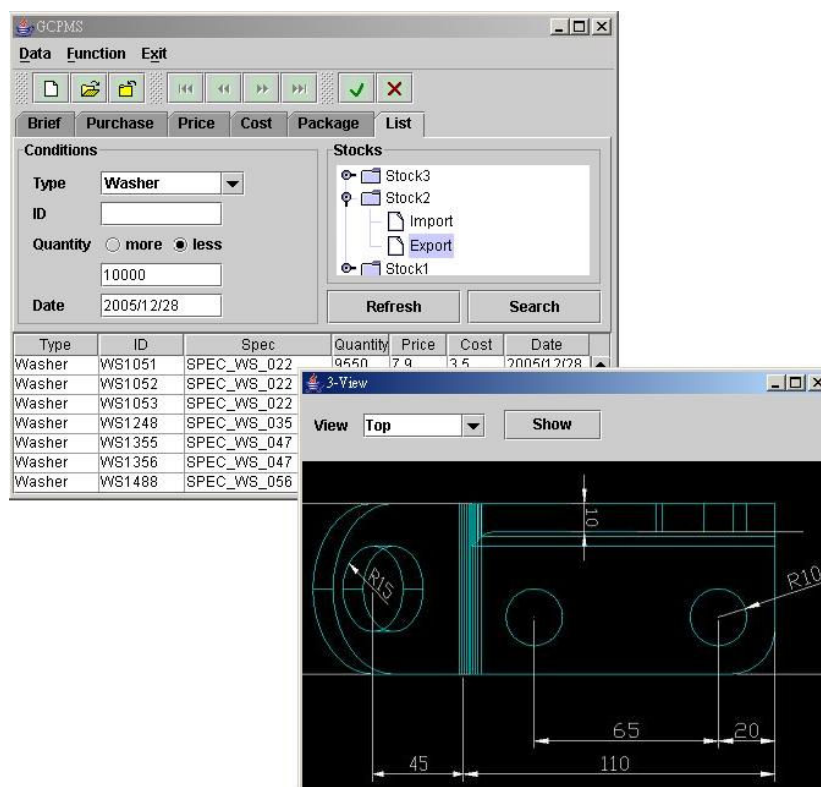 GCPMS
Data Function Exit
Brief Purchase Price Cost Package List
Conditions
Type Washer
ID
Quantity more less
10000
Date 2005/12/28
Stocks
Stock3
Stock2
Import
Export
Stock1
Refresh Search
Type ID Spec Quantity Price Cost Date
Washer WS1051 SPEC_WS_022 9550 7.9 3.5 2005/12/28
Washer WS1052 SPEC_WS_022
Washer WS1053 SPEC_WS_022
Washer WS1248 SPEC_WS_035
Washer WS1355 SPEC_WS_047
Washer WS1356 SPEC_WS_047
Washer WS1488 SPEC_WS_056
3-View
View Top Show
10
R15
R10
65 20
45 110